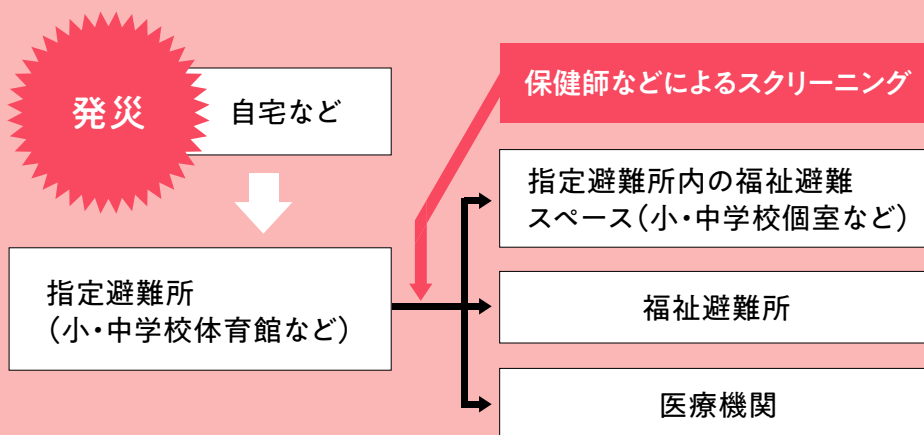 発災
自宅など
保健師などによるスクリーニング
指定避難所内の福祉避難
スペース（小・中学校個室など）
指定避難所
（小・中学校体育館など）
福祉避難所
医療機関